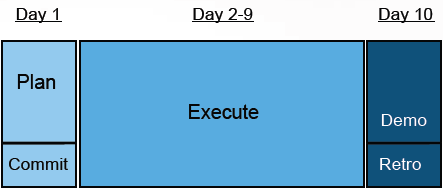 Day 1
Day 2-9
Day 10
Plan
Execute
Demo
Commit
Retro